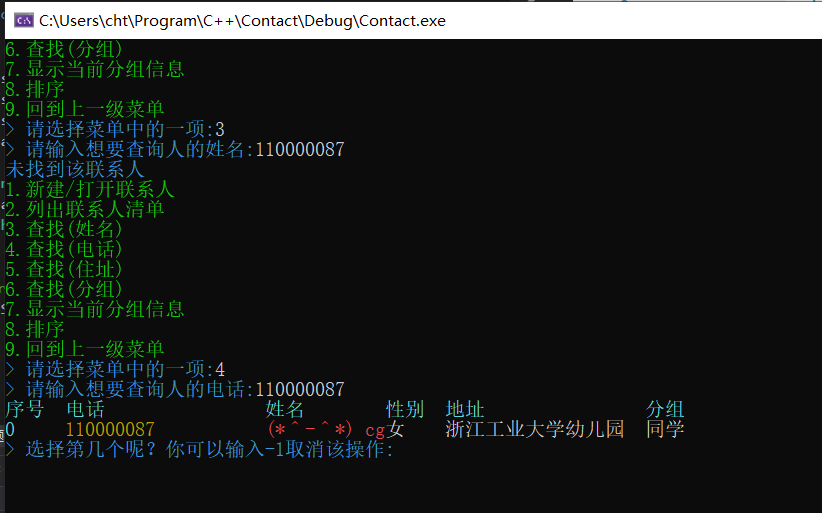 C:\Users\cht\Program\C++\Contact\Debug\Contact.exe
6.查找(分组)
7.显示当前分组信息
8.排序
9.回到上一级菜单
> 请选择菜单中的一项:3
> 请输入想要查询人的姓名:110000087
未找到该联系人
1.新建/打开联系人
2.列出联系人清单
3.查找(姓名)
4.查找(电话)
5.查找(住址)
6.查找(分组)
7.显示当前分组信息
8.排序
9.回到上一级菜单
> 请选择菜单中的一项:4
> 请输入想要查询人的电话:110000087
序号 电话 姓名 性别 地址 分组
0 110000087 (*^-^*) cg女 浙江工业大学幼儿园 同学
> 选择第几个呢? 你可以输入-1取消该操作: